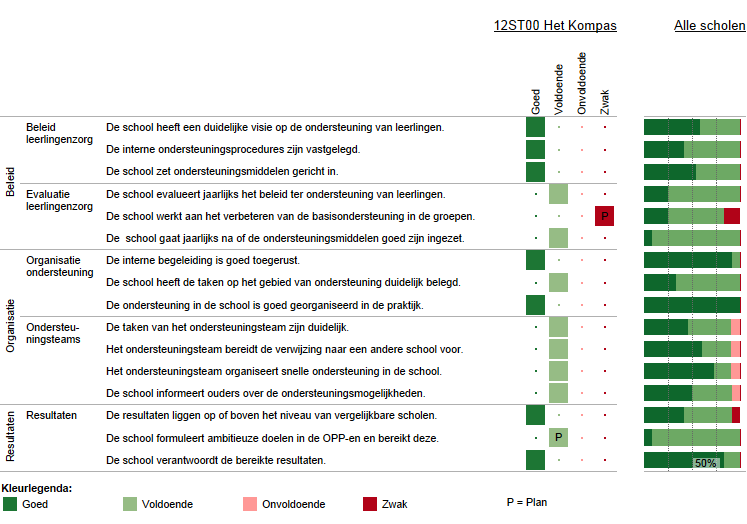 12ST00 Het Kompas
Alle scholen
Goed
Voldoende
Onvoldoende
Zwak
Beleid
Beleid
leerlingenzorg
De school heeft een duidelijke visie op de ondersteuning van leerlingen.
De interne ondersteuningsprocedures zijn vastgelegd.
De school zet ondersteuningsmiddelen gericht in.
Evaluatie
leerlingenzorg
De school evalueert jaarlijks het beleid ter ondersteuning van leerlingen.
De school werkt aan het verbeteren van de basisondersteuning in de groepen.
P
De school gaat jaarlijks na of de ondersteuningsmiddelen goed zijn ingezet.
Organisatie
Organisatie
ondersteuning
De interne begeleiding is goed toegerust.
De school heeft de taken op het gebied van ondersteuning duidelijk belegd.
De ondersteuning in de school is goed georganiseerd in de praktijk.
Ondersteu-
ningsteams
De taken van het ondersteuningsteam zijn duidelijk.
Het ondersteuningsteam bereidt de verwijzing naar een andere school voor.
Het ondersteuningsteam organiseert snelle ondersteuning in de school.
De school informeert ouders over de ondersteuningsmogelijkheden.
Resultaten
Resultaten
De resultaten liggen op of boven het niveau van vergelijkbare scholen.
De school formuleert ambitieuze doelen in de OPP-en en bereikt deze.
P
De school verantwoordt de bereikte resultaten.
50%
Kleurlegenda:
Goed
Voldoende
Onvoldoende
Zwak
P = Plan